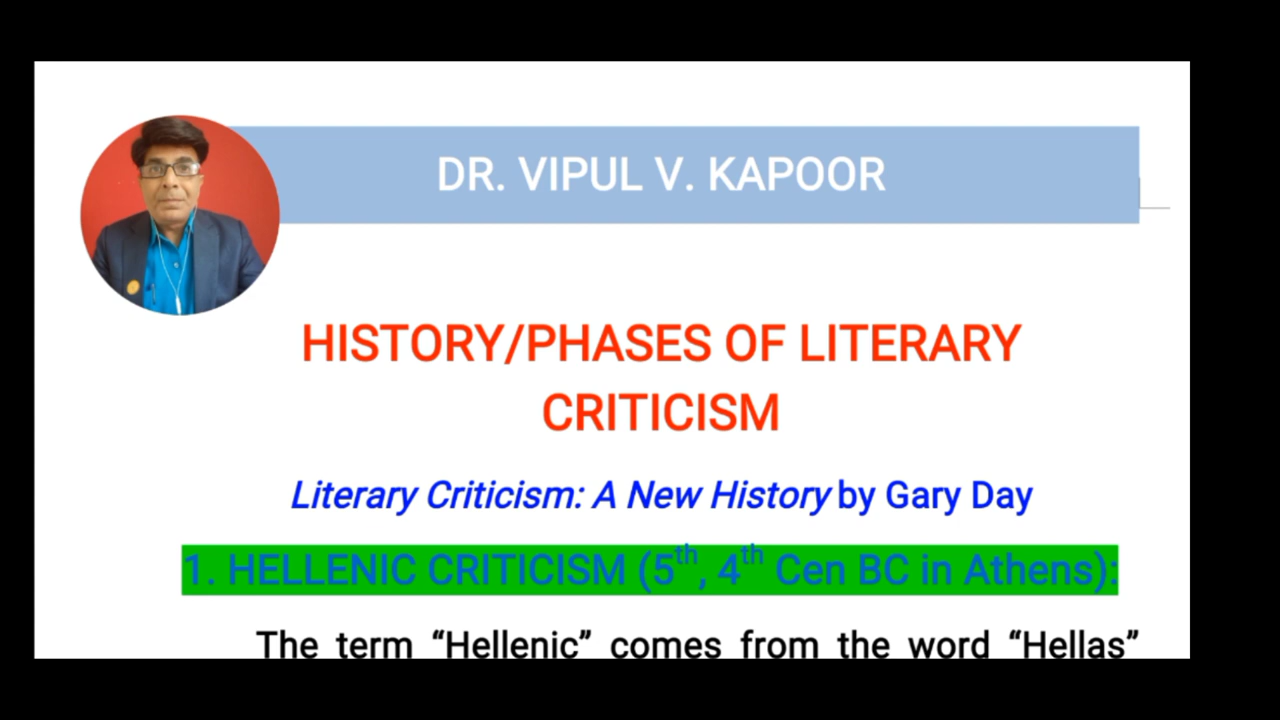 DR. VIPUL V. KAPOOR
HISTORY/PHASES OF LITERARY
CRITICISM
Literary Criticism: A New History by Gary Day
1. HELLENIC CRITICISM (5th, 4th Cen BC in Athens):
The term “Hellenic” comes from the word “Hellas”